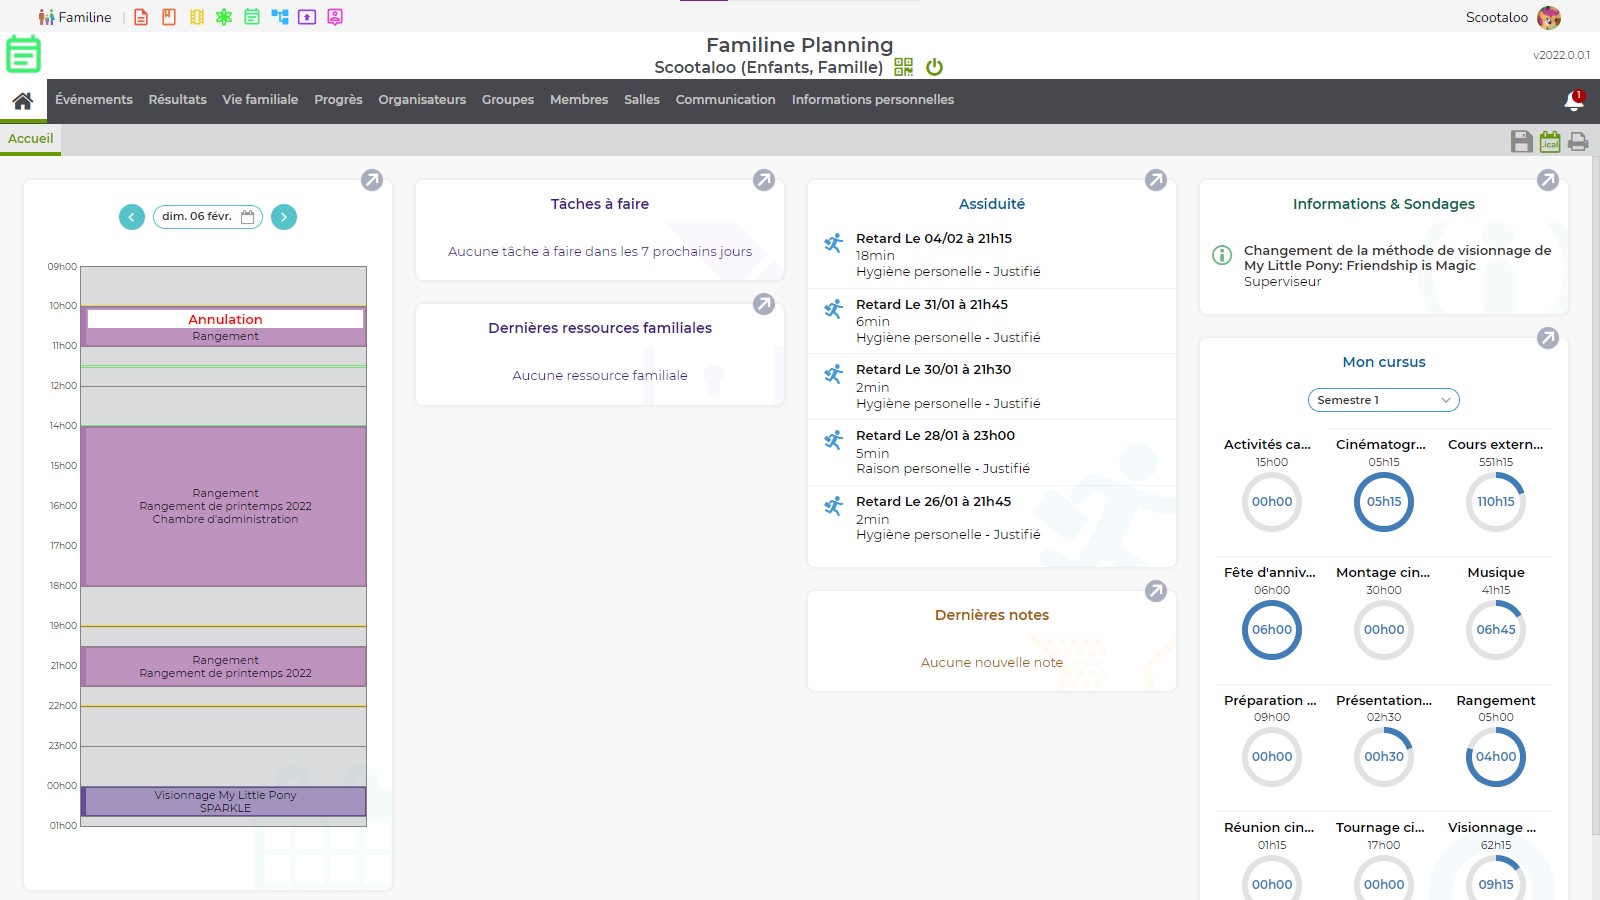 Familine
Scootaloo
Familine Planning
Scootaloo (Enfants, Famille)
v2022.0.0.1
Événements
Résultats
Vie familiale
Progrès
Organisateurs
Groupes
Membres
Salles
Communication
Informations personnelles
1
Accueil
.ical
dim. 06 févr.
09h00
10h00
Annulation
Rangement
11h00
12h00
14h00
15h00
Rangement
16h00
Rangement de printemps 2022
Chambre d'administration
17h00
18h00
19h00
Rangement
21h00
Rangement de printemps 2022
22h00
23h00
00h00
Visionnage My Little Pony
SPARKLE
01h00
Tâches à faire
Aucune tâche à faire dans les 7 prochains jours
Dernières ressources familiales
Aucune ressource familiale
Assiduité
Retard Le 04/02 à 21h15
18min
Hygiène personelle - Justifié
Retard Le 31/01 à 21h45
6min
Hygiène personelle - Justifié
Retard Le 30/01 à 21h30
2min
Hygiène personelle - Justifié
Retard Le 28/01 à 23h00
5min
Raison personelle - Justifié
Retard Le 26/01 à 21h45
2min
Hygiène personelle - Justifié
Dernières notes
Aucune nouvelle note
Informations & Sondages
Changement de la méthode de visionnage de
My Little Pony: Friendship is Magic
Superviseur
Mon cursus
Semestre 1
Activités ca...
15h00
00h00
Cinématogr...
05h15
05h15
Cours extern...
551h15
110h15
Fête d'anniv...
06h00
06h00
Montage cin...
30h00
00h00
Musique
41h15
06h45
Préparation ...
09h00
00h00
Présentation...
02h30
00h30
Rangement
05h00
04h00
Réunion cin...
01h15
00h00
Tournage ci...
17h00
00h00
Visionnage ...
62h15
09h15